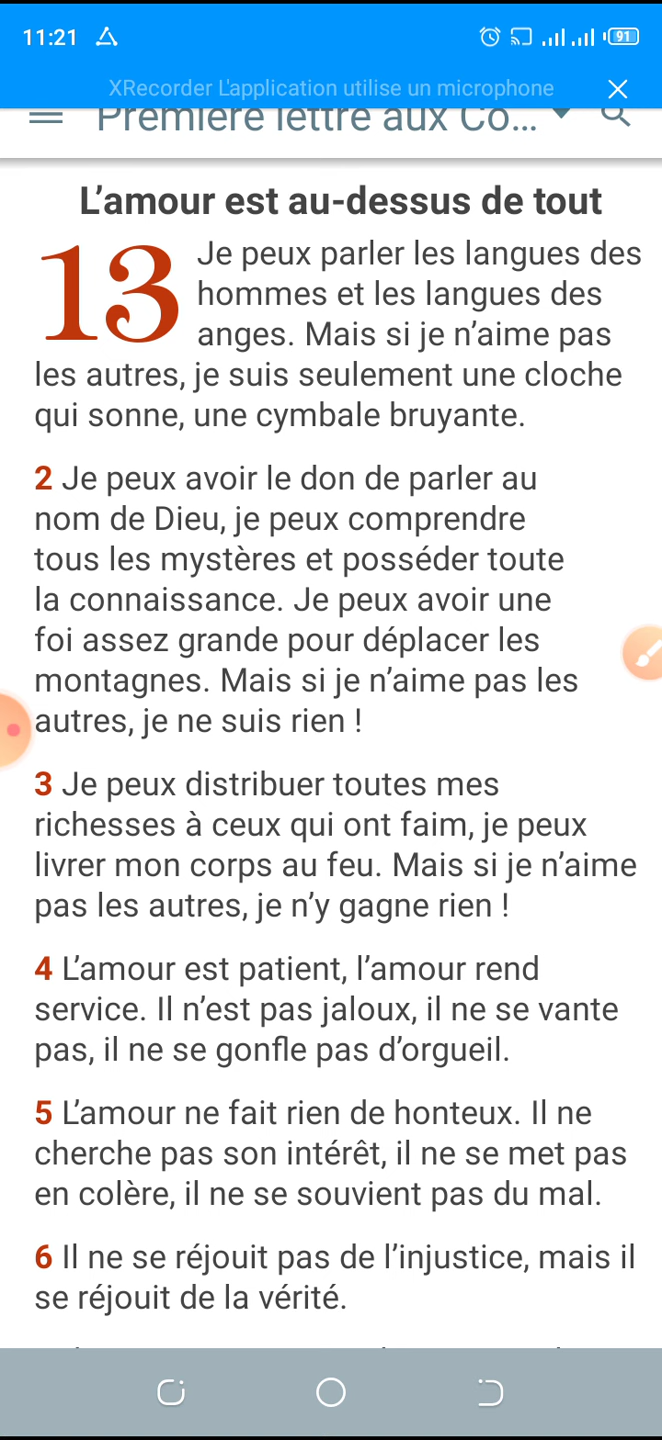 11:21
91
XRecorder L'application utilise un microphone
Première lettre aux Co...
L'amour est au-dessus de tout
13 Je peux parler les langues des
hommes et les langues des
anges. Mais si je n'aime pas
les autres, je suis seulement une cloche
qui sonne, une cymbale bruyante.
2 Je peux avoir le don de parler au
nom de Dieu, je peux comprendre
tous les mystères et posséder toute
la connaissance. Je peux avoir une
foi assez grande pour déplacer les
montagnes. Mais si je n'aime pas les
autres, je ne suis rien !
3 Je peux distribuer toutes mes
richesses à ceux qui ont faim, je peux
livrer mon corps au feu. Mais si je n'aime
pas les autres, je n'y gagne rien !
4 L'amour est patient, l'amour rend
service. Il n'est pas jaloux, il ne se vante
pas, il ne se gonfle pas d'orgueil.
5 L'amour ne fait rien de honteux. Il ne
cherche pas son intérêt, il ne se met pas
en colère, il ne se souvient pas du mal.
6 Il ne se réjouit pas de l'injustice, mais il
se réjouit de la vérité.